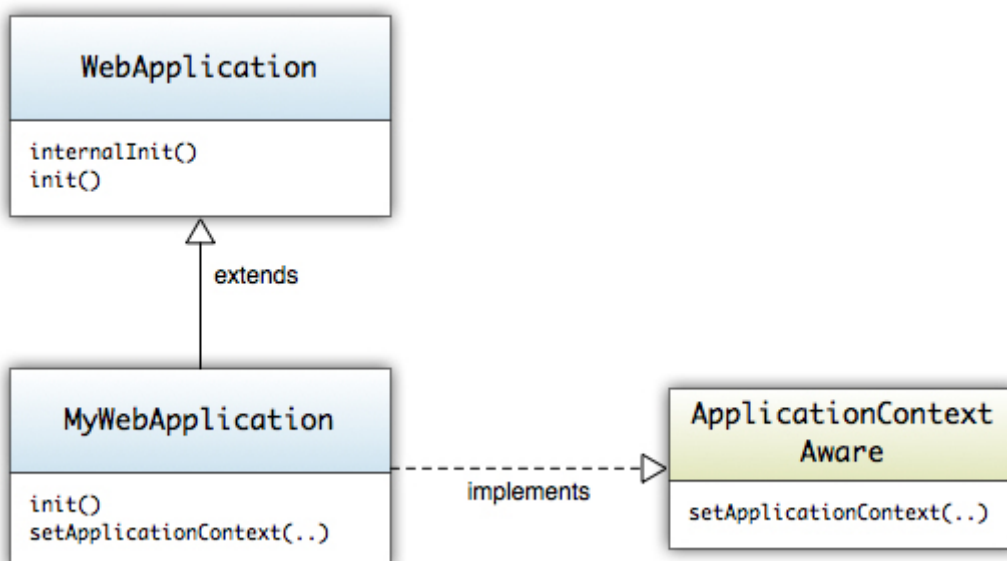 WebApplication
internalInit()
init()
extends
MyWebApplication
init()
setApplicationContext(..)
implements
ApplicationContext
Aware
setApplicationContext(..)